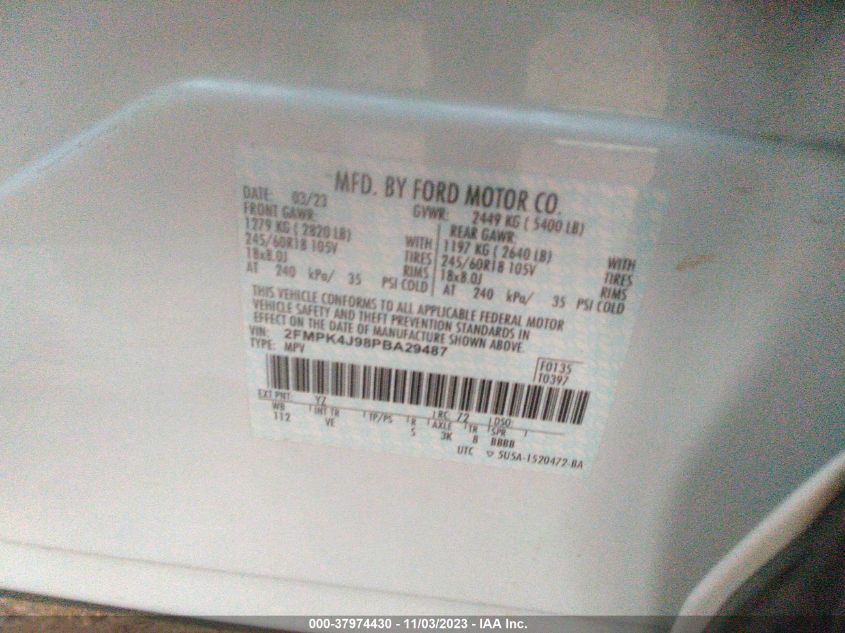 MFD. BY FORD MOTOR CO.
DATE: 03/23 GVWR: 2449 KG ( 5400 LB)
FRONT GAWR: REAR GAWR:
1279 KG ( 2820 LB) WITH 1197 KG ( 2640 LB) WITH
245/60R18 105V TIRES 245/60R18 105V TIRES
18x8.0J RIMS 18x8.0J RIMS
AT 240 kPa/ 35 PSI COLD AT 240 kPa/ 35 PSI COLD
THIS VEHICLE CONFORMS TO ALL APPLICABLE FEDERAL MOTOR
VEHICLE SAFETY AND THEFT PREVENTION STANDARDS IN
EFFECT ON THE DATE OF MANUFACTURE SHOWN ABOVE.
VIN: 2FMPK4J98PBA29487
TYPE: MPV
F0135
T0397
EXT PNT: YZ RC: 72 DSO:
WB INT TR TP/PS R AXLE TR SPR
112 VE 5 3K B BBBB
UTC ▽ 5U5A-1520472-BA
000-37974430 - 11/03/2023 - IAA Inc.